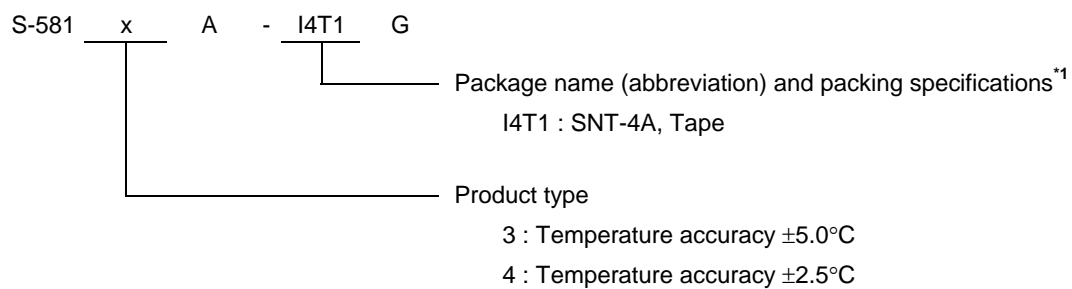 S-581 x A - I4T1 G
Package name (abbreviation) and packing specifications*1
I4T1 : SNT-4A, Tape
Product type
3 : Temperature accuracy ±5.0°C
4 : Temperature accuracy ±2.5°C